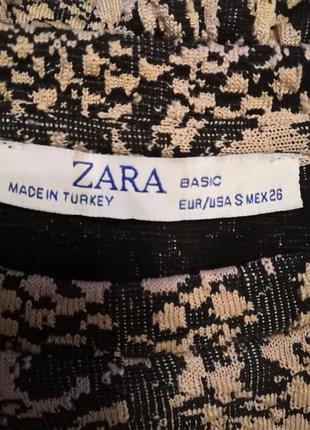 ZARA BASIC
MADE IN TURKEY EUR/USA S MEX 26